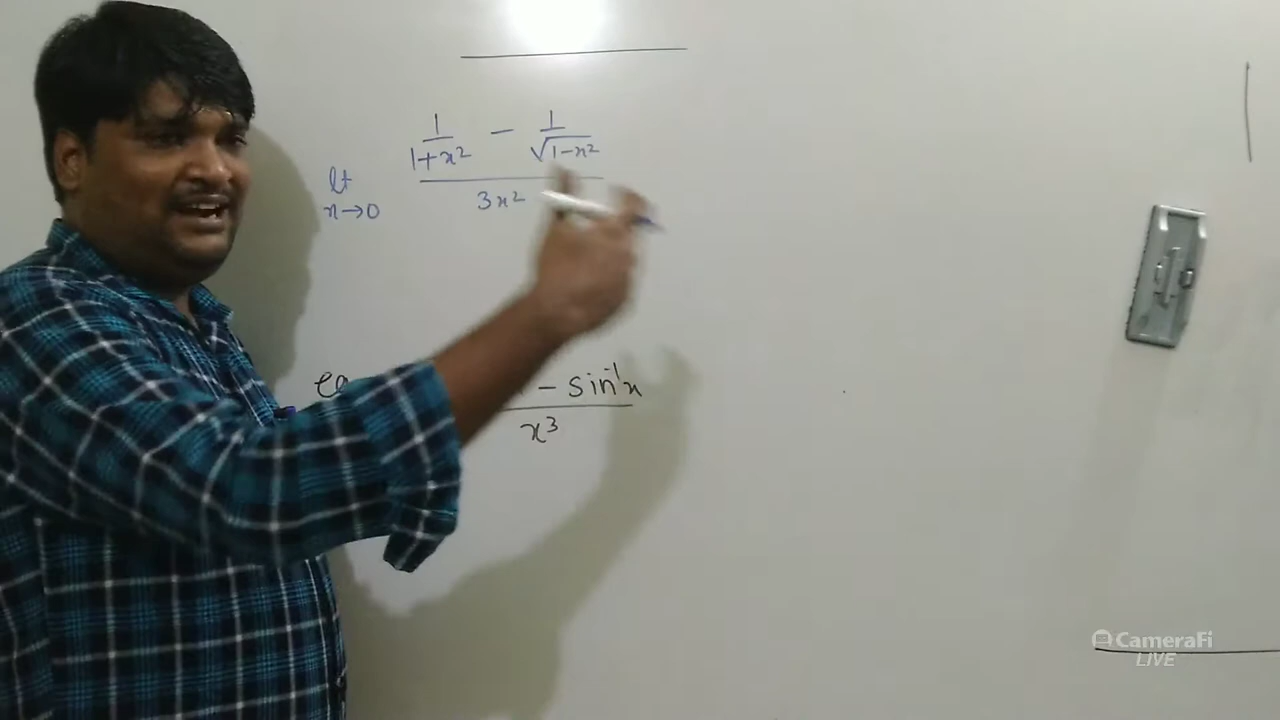 1 − 1
1+x² √1−x²
lt
x→0
3x²
− sin⁻¹x
x³
CameraFi
LIVE